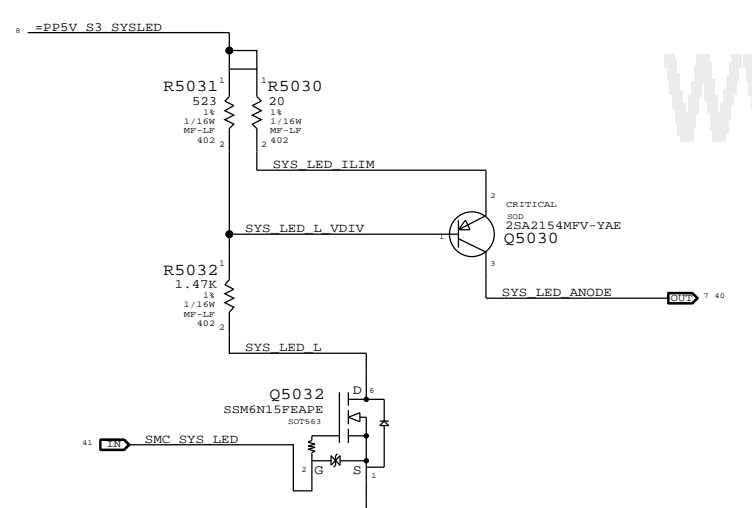 8 =PP5V_S3_SYSLED
W
R5031 1
523
1%
1/16W
MF-LF
402 2
1 R5030
20
1%
1/16W
MF-LF
2 402
SYS_LED_ILIM
2
CRITICAL
SOD
2SA2154MFV-YAE
Q5030
SYS_LED_L_VDIV
1
3
R5032 1
1.47K
1%
1/16W
MF-LF
402 2
SYS_LED_ANODE
OUT 7 40
SYS_LED_L
Q5032
SSM6N15FEAPE
SOT563
D 6
41 IN SMC_SYS_LED
2 G S 1